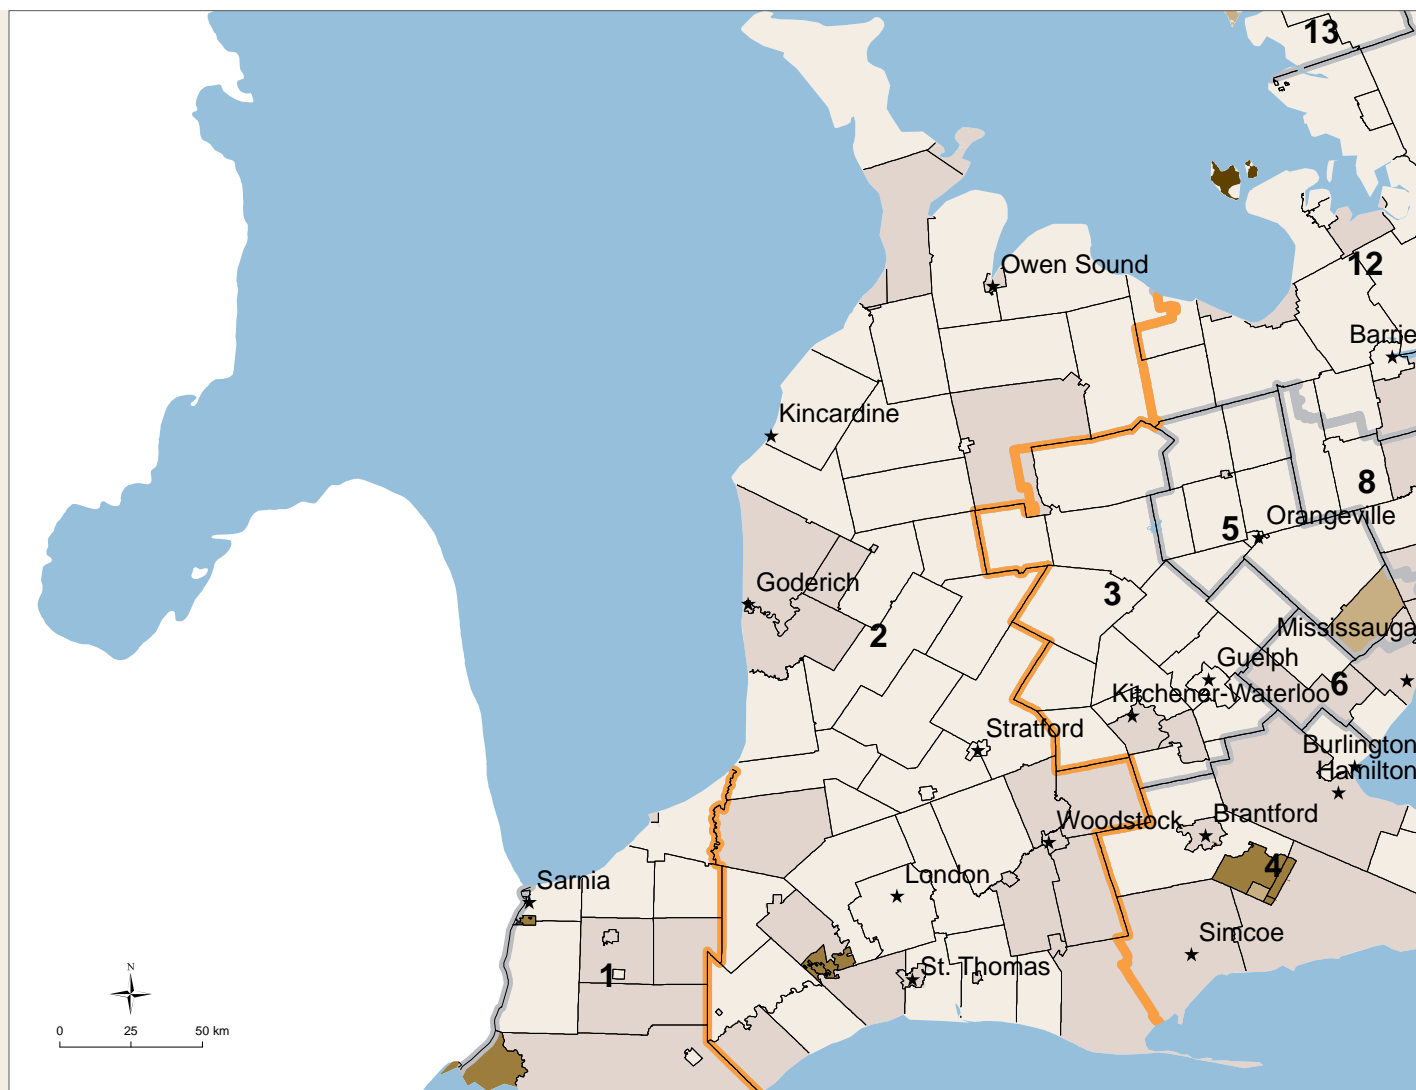 13
Owen Sound
12
Barrie
Kincardine
8
Orangeville
5
Goderich
3
2
Mississauga
Guelph
6
Kitchener-Waterloo
Stratford
Burlington
Hamilton
Woodstock
Brantford
4
London
Sarnia
Simcoe
St. Thomas
1
N
0 25 50 km